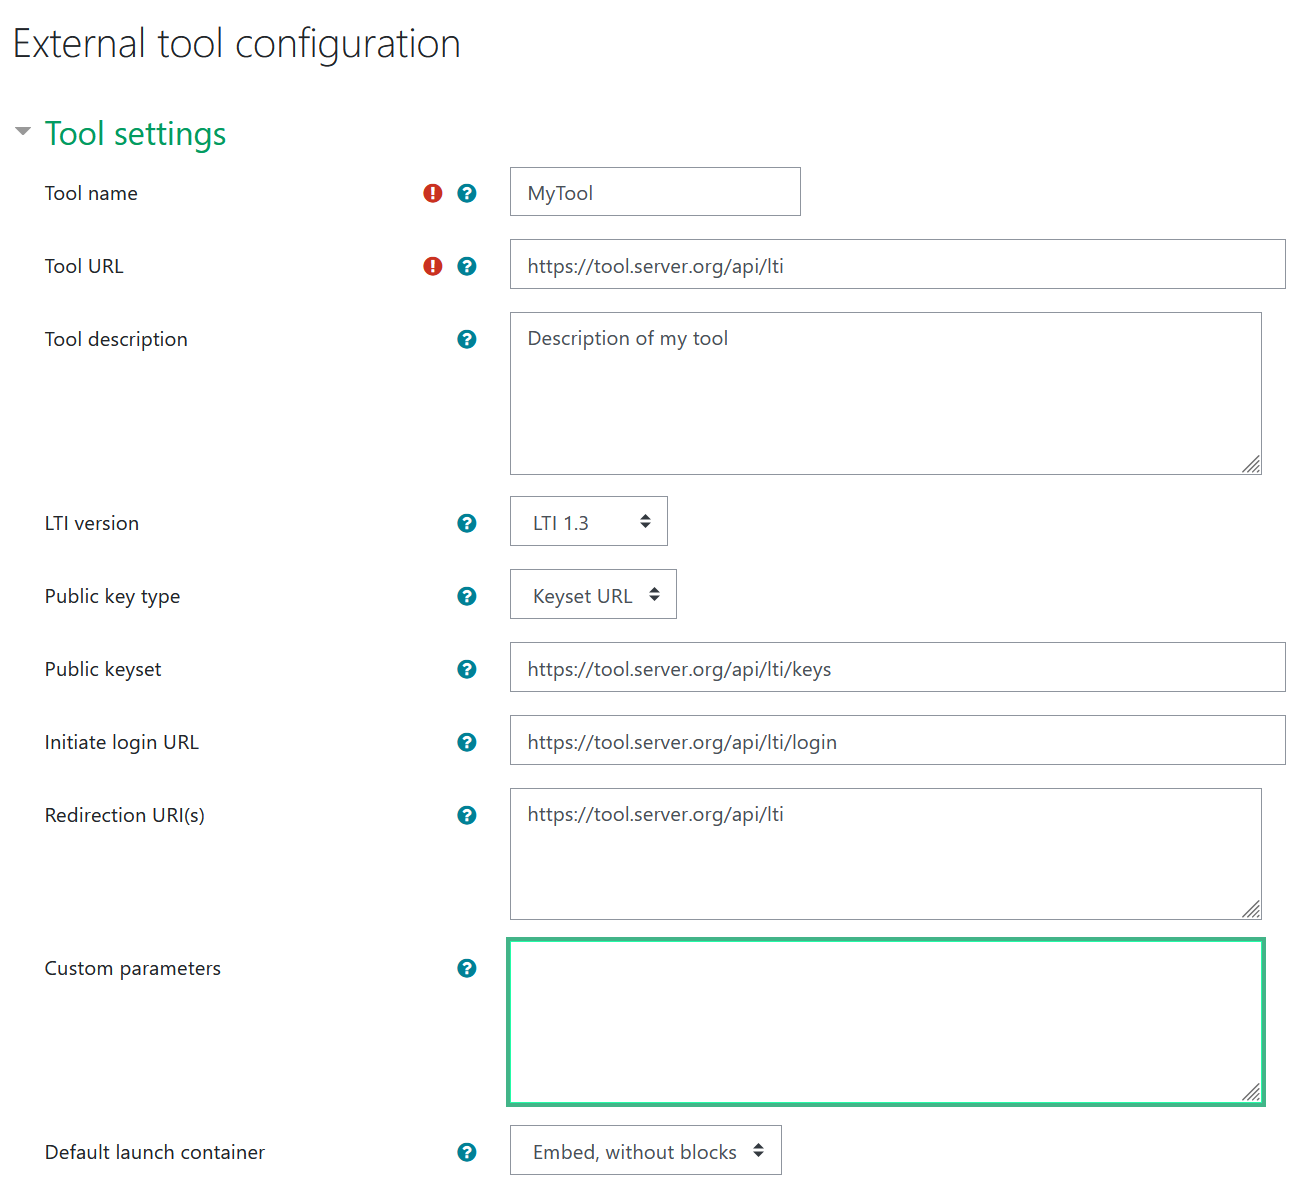 External tool configuration
Tool settings
Tool name
MyTool
Tool URL
https://tool.server.org/api/lti
Tool description
Description of my tool
LTI version
LTI 1.3
Public key type
Keyset URL
Public keyset
https://tool.server.org/api/lti/keys
Initiate login URL
https://tool.server.org/api/lti/login
Redirection URI(s)
https://tool.server.org/api/lti
Custom parameters
Default launch container
Embed, without blocks